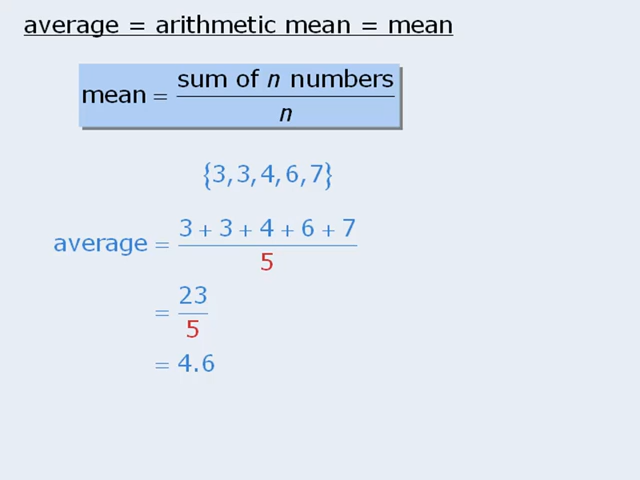 average = arithmetic mean = mean
mean = sum of n numbers / n
{3, 3, 4, 6, 7}
average = 3 + 3 + 4 + 6 + 7 / 5
= 23 / 5
= 4.6